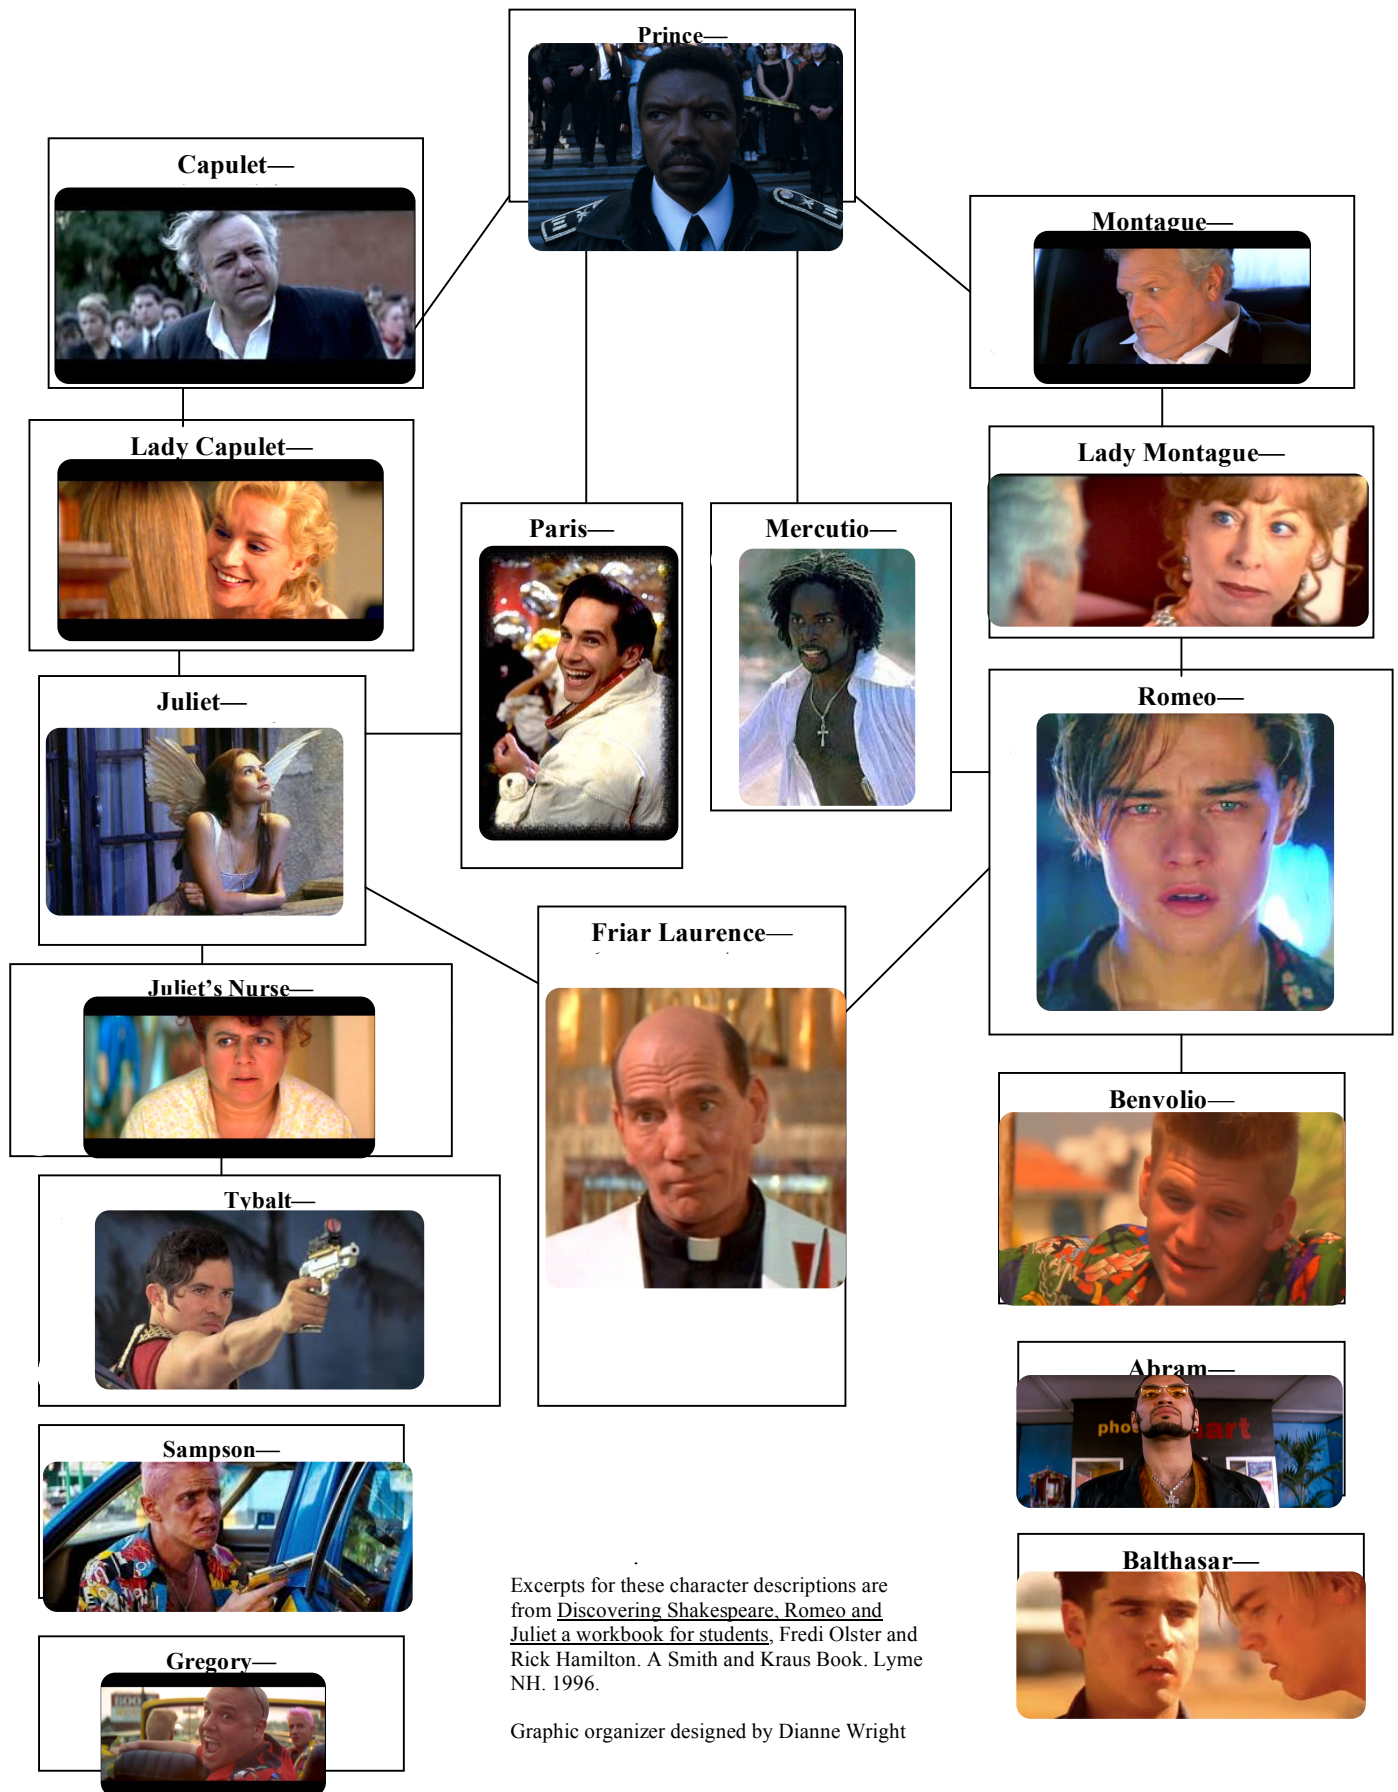 Prince—
Capulet—
Montague—
Lady Capulet—
Lady Montague—
Paris—
Mercutio—
Juliet—
Romeo—
Friar Laurence—
Juliet’s Nurse—
Benvolio—
Tybalt—
Abram—
Sampson—
Balthasar—
Gregory—
Excerpts for these character descriptions are
from Discovering Shakespeare, Romeo and
Juliet a workbook for students, Fredi Olster and
Rick Hamilton. A Smith and Kraus Book. Lyme
NH. 1996.
Graphic organizer designed by Dianne Wright